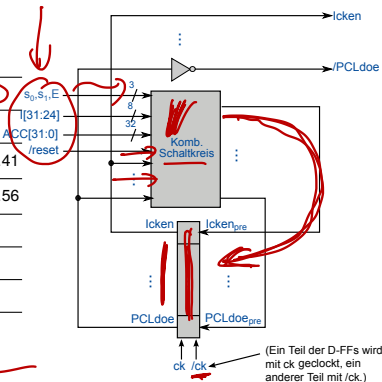 Icken
/PCLdoe
s0,s1,E 3
I[31:24] 8
ACC[31:0] 32
/reset
Komb.
Schaltkreis
.41
.56
Icken Ickenpre
PCLdoe PCLdoepre
ck /ck
(Ein Teil der D-FFs wird
mit ck geclockt, ein
anderer Teil mit /ck.)